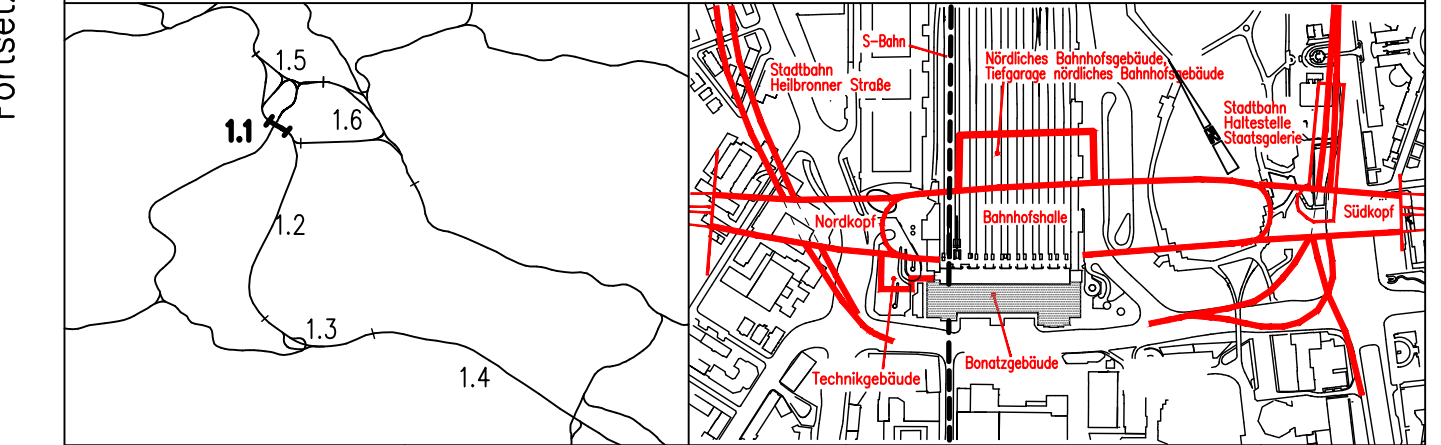 Fortset
1.5
1.6
1.1
1.2
1.3
1.4
S-Bahn
Nördliches Bahnhofsgebäude,
Tiefgarage nördliches Bahnhofsgebäude
Stadtbahn
Heilbronner Straße
Stadtbahn
Haltestelle
Staatsgalerie
Nordkopf
Bahnhofshalle
Südkopf
Technikgebäude
Bonatzgebäude